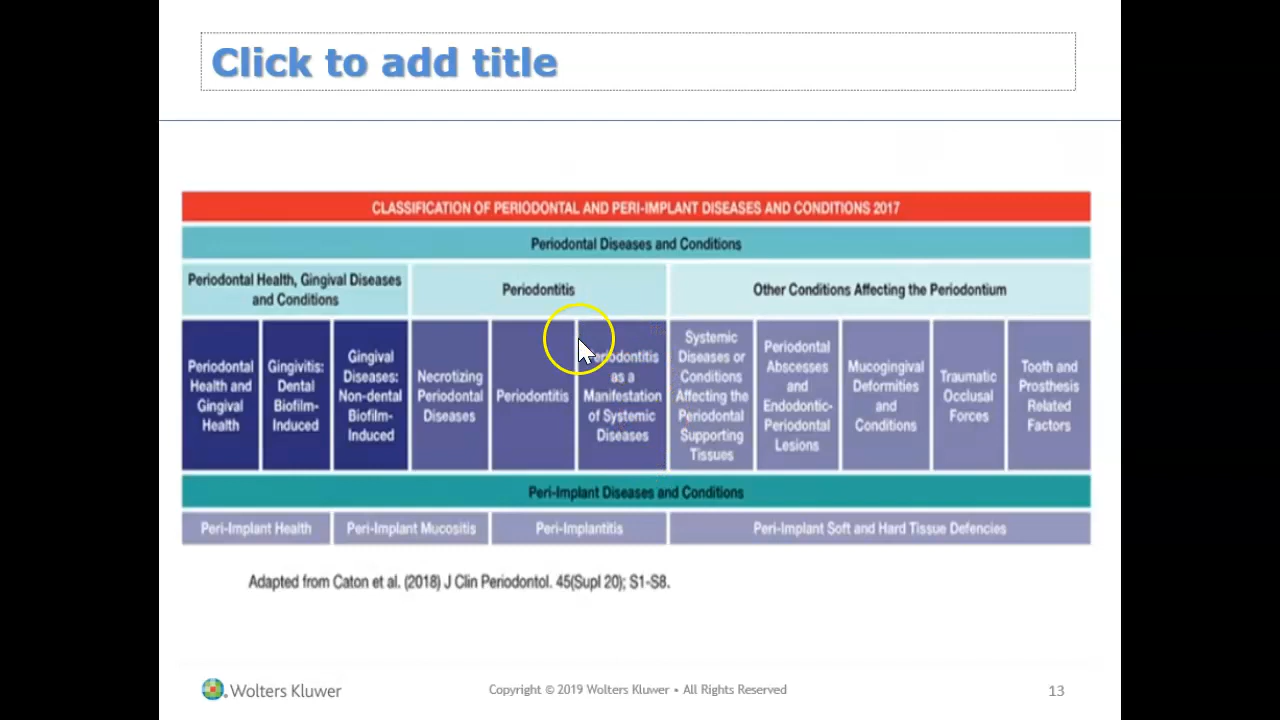 Click to add title
CLASSIFICATION OF PERIODONTAL AND PERI-IMPLANT DISEASES AND CONDITIONS 2017
Periodontal Diseases and Conditions
Periodontal Health, Gingival Diseases
and Conditions
Periodontitis
Other Conditions Affecting the Periodontium
Periodontal
Health and
Gingival
Health
Gingivitis:
Dental
Biofilm-
Induced
Gingival
Diseases:
Non-dental
Biofilm-
Induced
Necrotizing
Periodontal
Diseases
Periodontitis
Periodontitis
as a
Manifestation
of Systemic
Diseases
Systemic
Diseases or
Conditions
Affecting the
Periodontal
Supporting
Tissues
Periodontal
Abscesses
and
Endodontic-
Periodontal
Lesions
Mucogingival
Deformities
and
Conditions
Traumatic
Occlusal
Forces
Tooth and
Prosthesis
Related
Factors
Peri-Implant Diseases and Conditions
Peri-Implant Health
Peri-Implant Mucositis
Peri-Implantitis
Peri-Implant Soft and Hard Tissue Defencies
Adapted from Caton et al. (2018) J Clin Periodontol. 45(Supl 20); S1-S8.
Wolters Kluwer
Copyright © 2019 Wolters Kluwer • All Rights Reserved
13